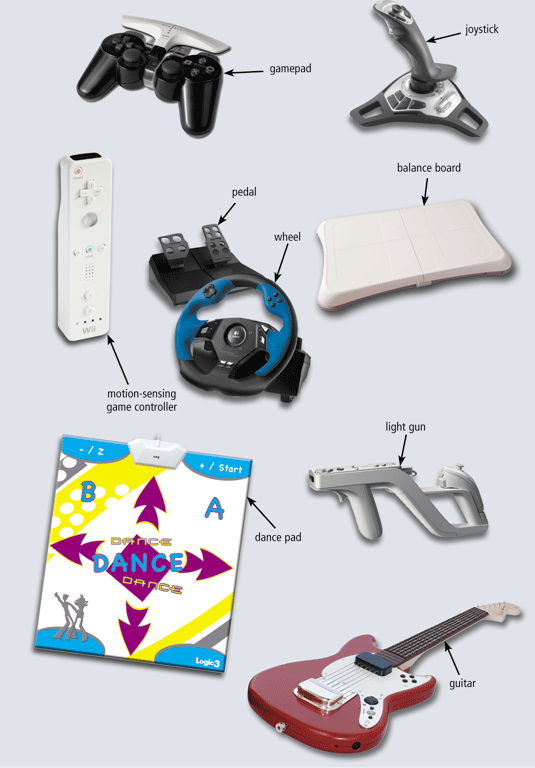 joystick
gamepad
balance board
pedal
wheel
Wii
motion-sensing
game controller
light gun
- / Z
+ / Start
B
A
DANCE
DANCE
DANCE
dance pad
Logic3
guitar